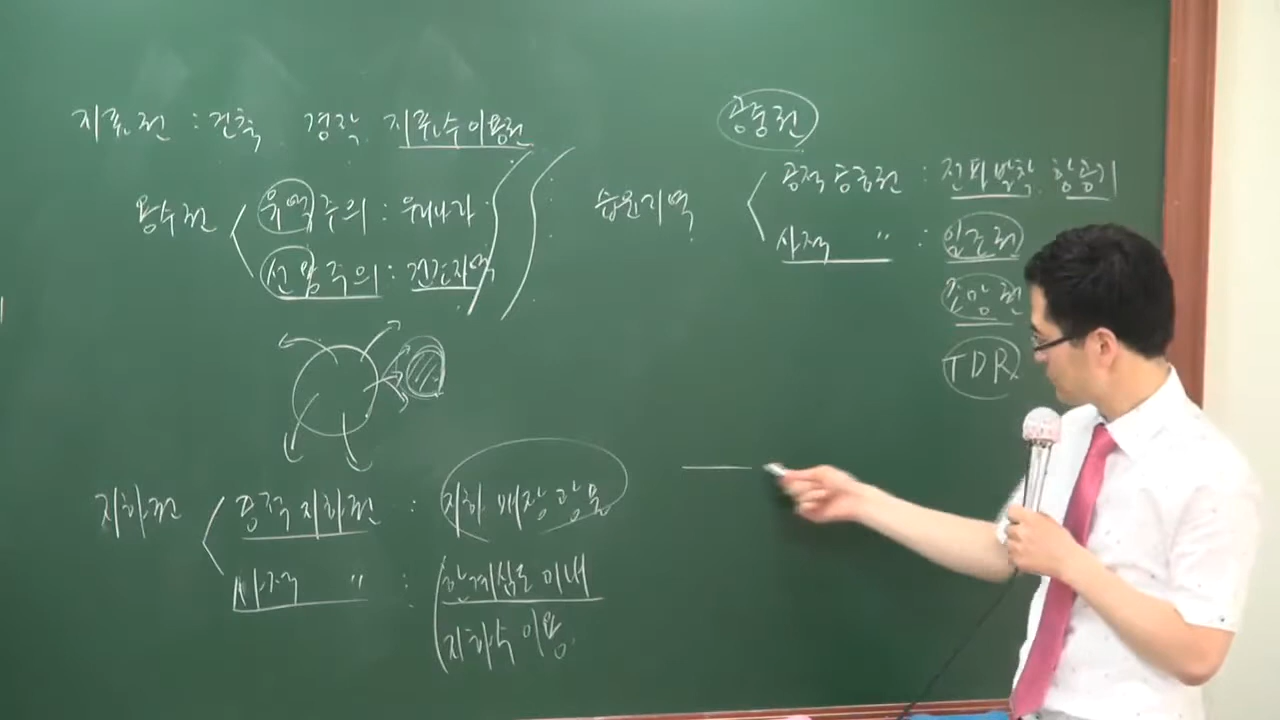 지표권 : 건축 경작 지표수이용권
용수권
유역주의 : 우리나라
선용주의 : 건조지역
습윤지역
지하권
공적 지하권 : 지하 매장 광물
사적 〃 : 한계심도 이내
지하수 이용
공중권
공적 공중권 : 전파 발착 항공기
사적 〃 : 일조권
조망권
TDR